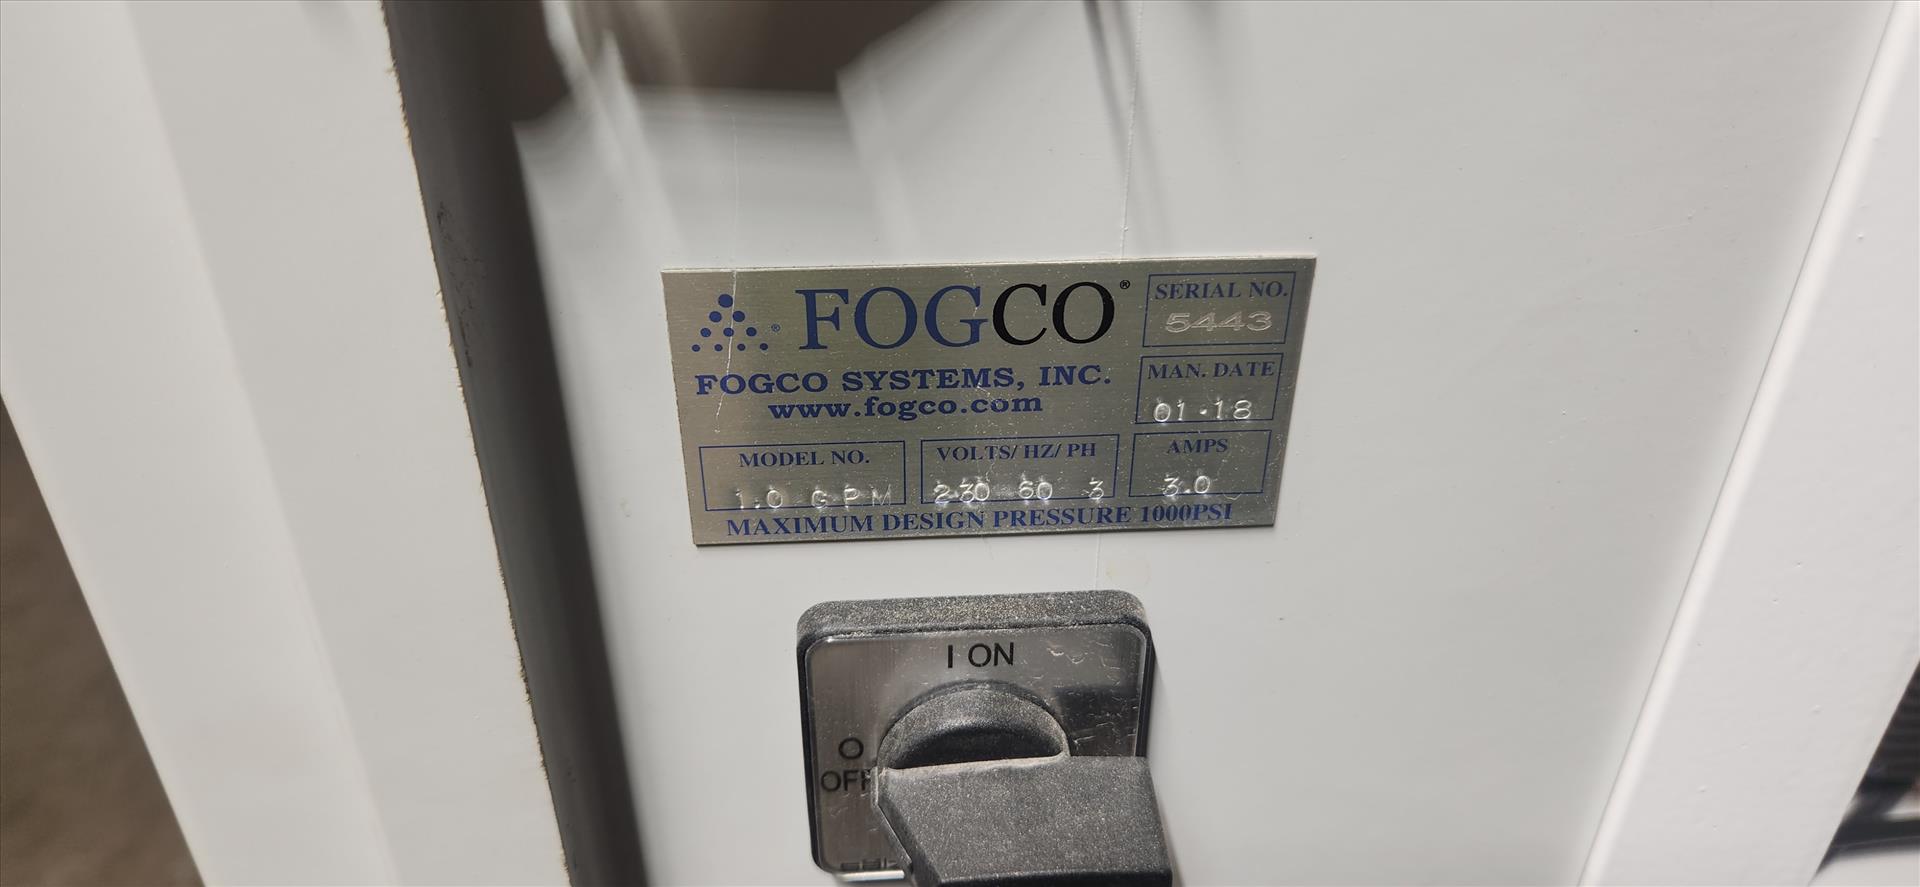 FOGCO®
FOGCO SYSTEMS, INC.
www.fogco.com
SERIAL NO.
5443
MAN. DATE
01·18
MODEL NO.
1.0 GPM
VOLTS/ HZ/ PH
230 60 3
AMPS
3.0
MAXIMUM DESIGN PRESSURE 1000PSI
I ON
O
OFF